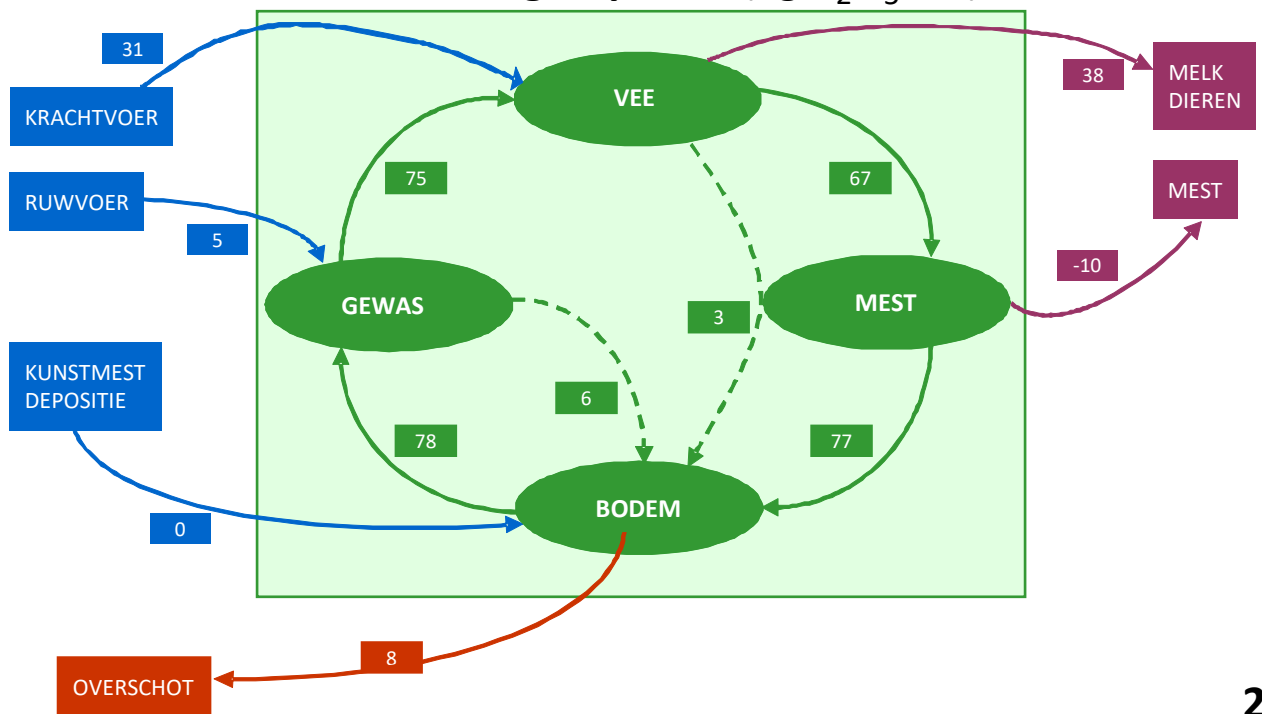 31
KRACHTVOER
VEE
38
MELK
DIEREN
75
67
RUWVOER
5
MEST
-10
GEWAS
3
MEST
KUNSTMEST
DEPOSITIE
6
78
77
0
BODEM
8
OVERSCHOT
2